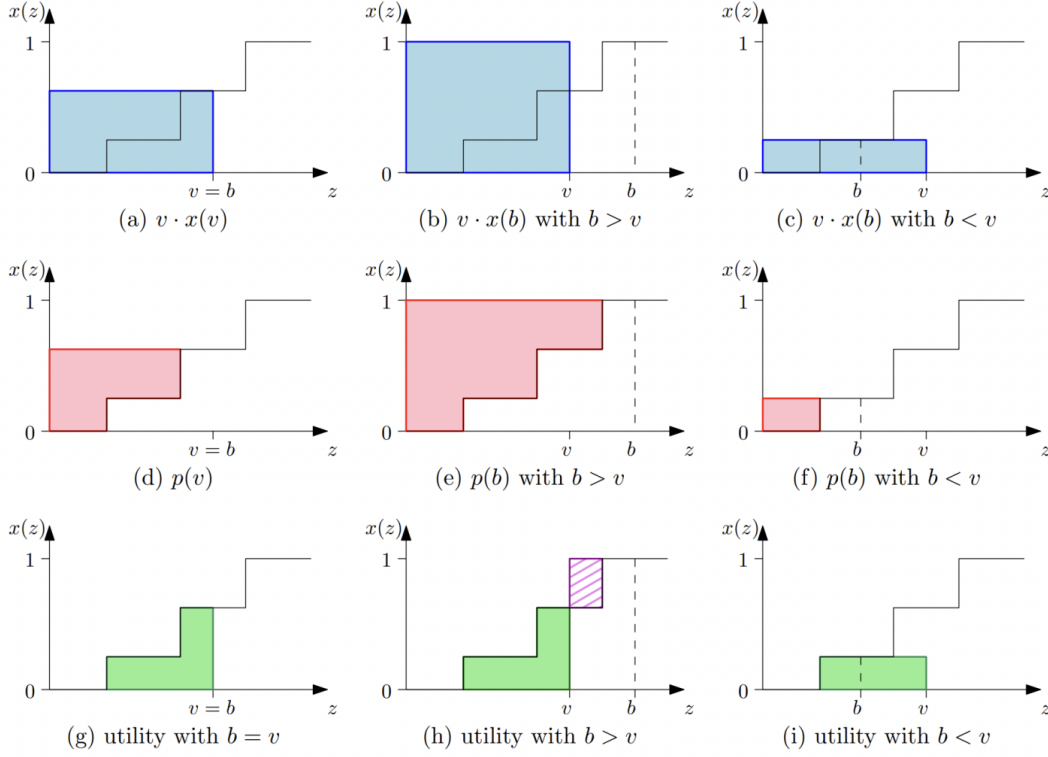 x(z) x(z) x(z)
1 1 1
0 0 0
v = b z v b z b v z
(a) v · x(v) (b) v · x(b) with b > v (c) v · x(b) with b < v
x(z) x(z) x(z)
1 1 1
0 0 0
v = b z v b z b v z
(d) p(v) (e) p(b) with b > v (f) p(b) with b < v
x(z) x(z) x(z)
1 1 1
0 0 0
v = b z v b z b v z
(g) utility with b = v (h) utility with b > v (i) utility with b < v